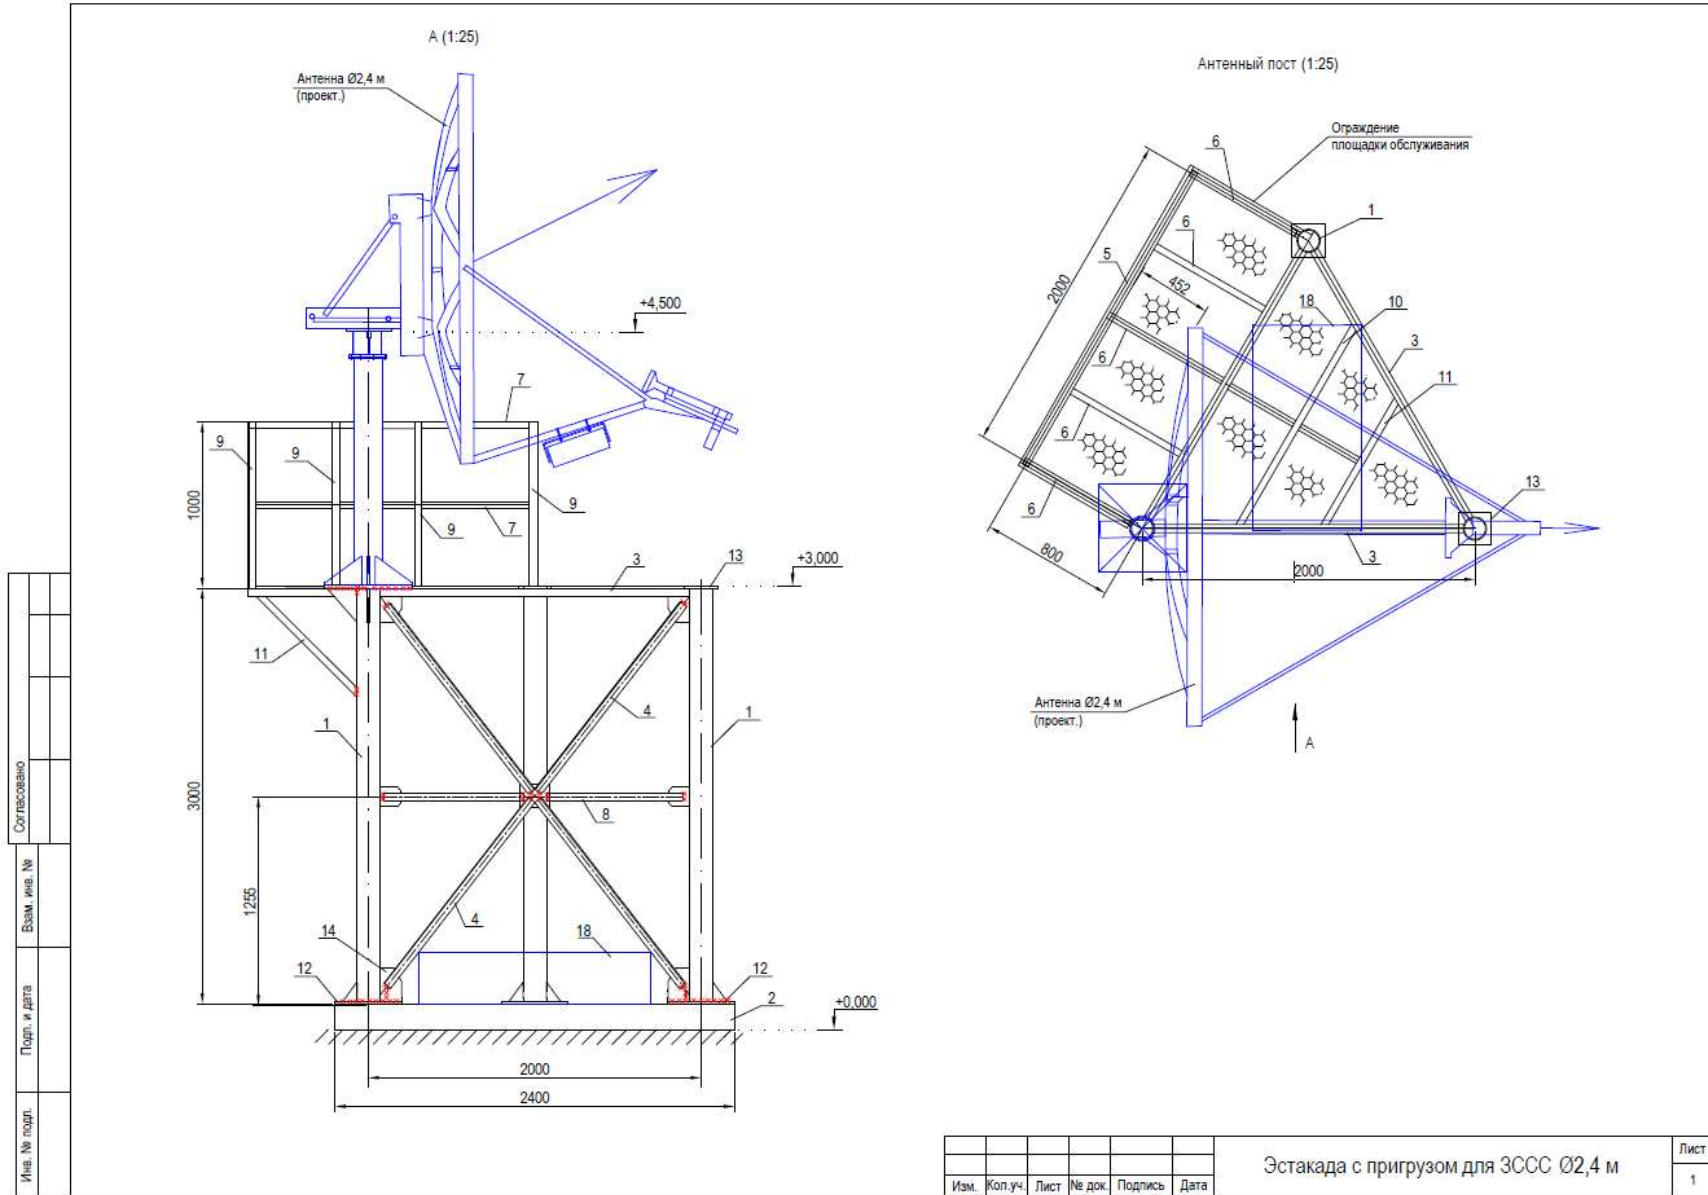 А (1:25)
Антенна Ø2,4 м
(проект.)
+4,500
7
9
9
9
9
7
1000
3
13
+3,000
11
1
4
1
3000
8
1255
4
14
18
12
12
2
+0,000
2000
2400
Антенный пост (1:25)
Ограждение
площадки обслуживания
6
1
6
5
2000
452
18
10
3
6
11
6
6
13
800
3
2000
Антенна Ø2,4 м
(проект.)
А
Согласовано
Взам. инв. №
Подп. и дата
Инв. № подл.
Изм.
Кол.уч.
Лист
№ док.
Подпись
Дата
Эстакада с пригрузом для ЗССС Ø2,4 м
Лист
1